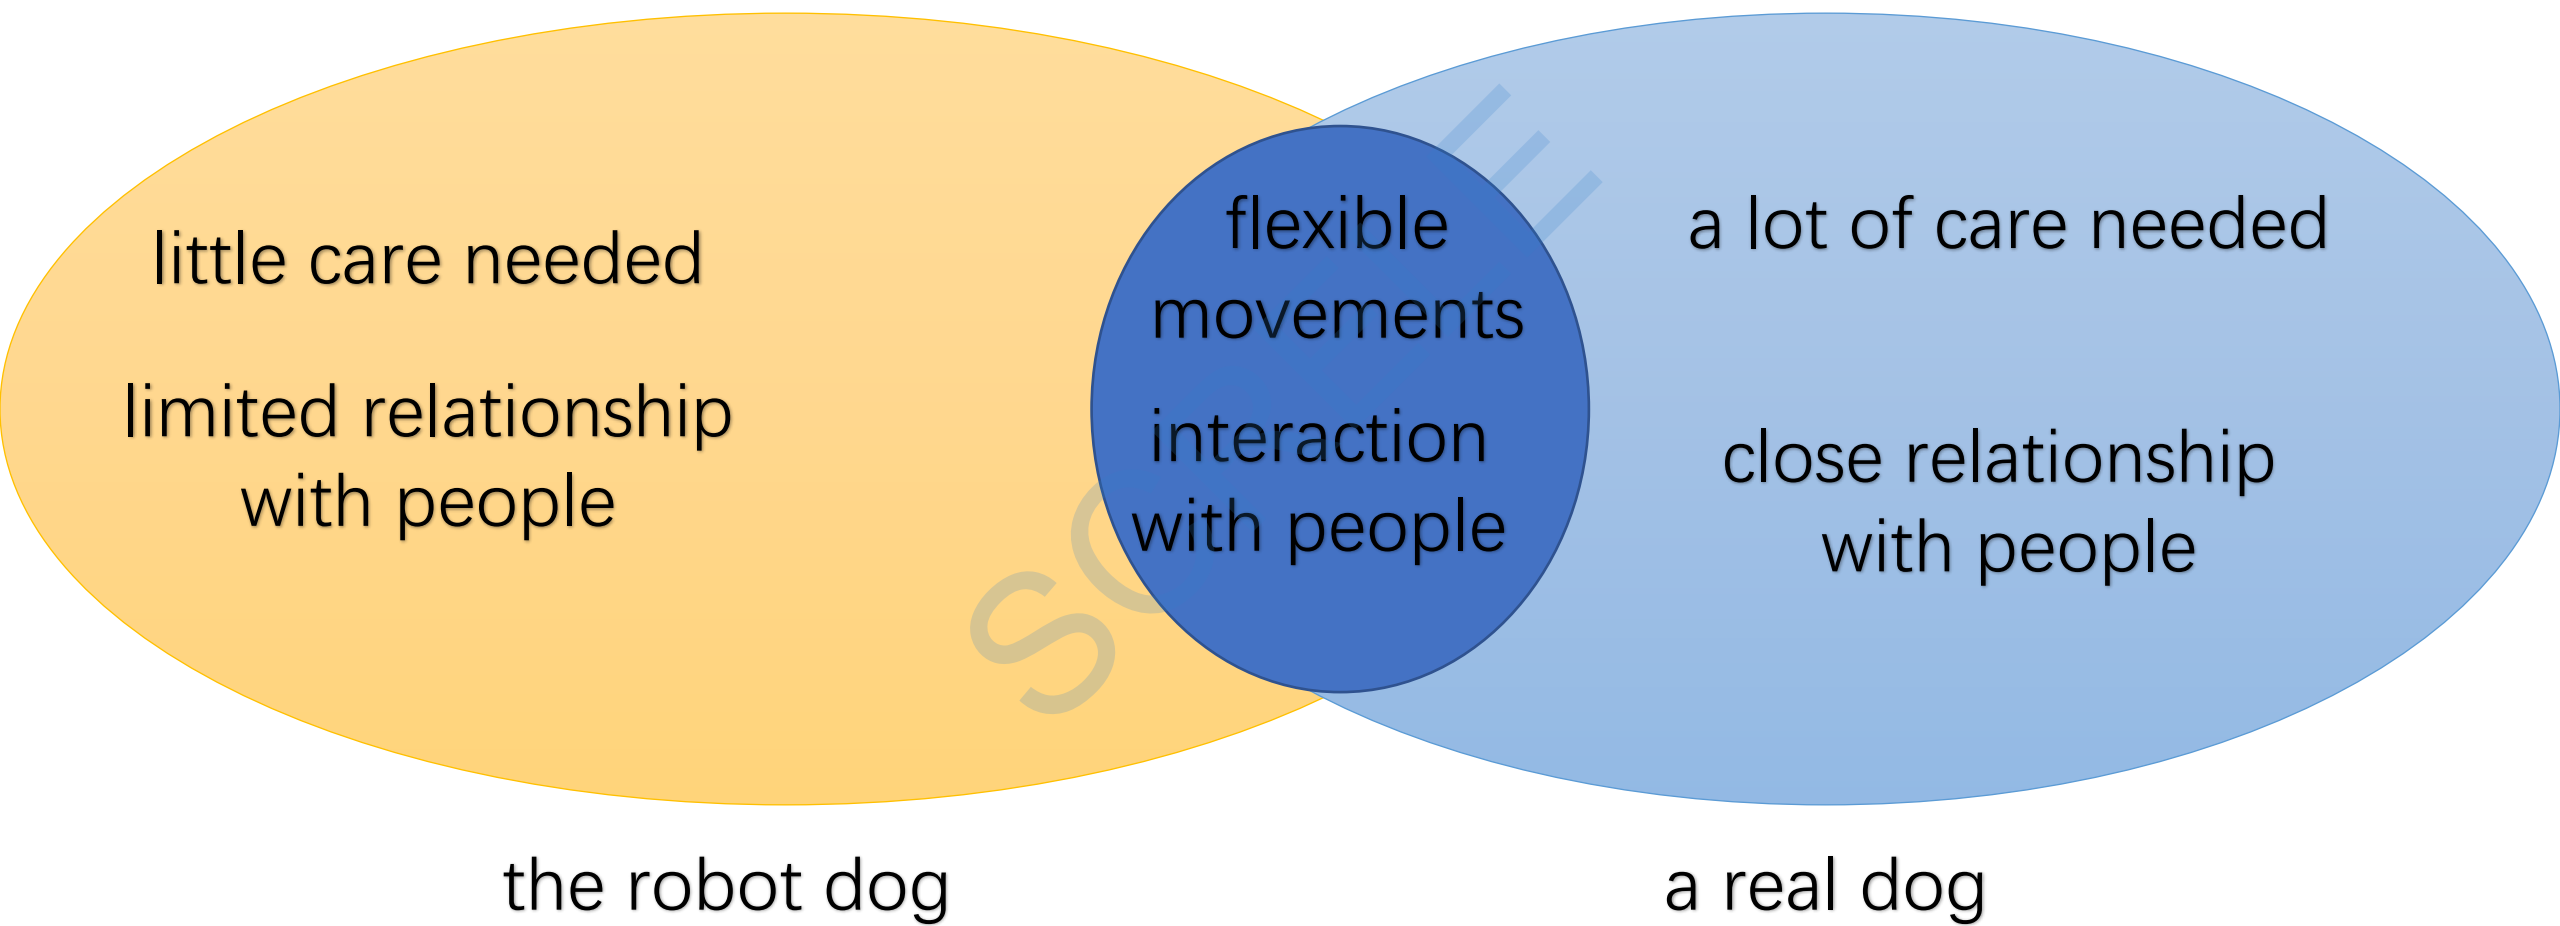 little care needed
limited relationship
with people
flexible
movements
interaction
with people
a lot of care needed
close relationship
with people
the robot dog
a real dog